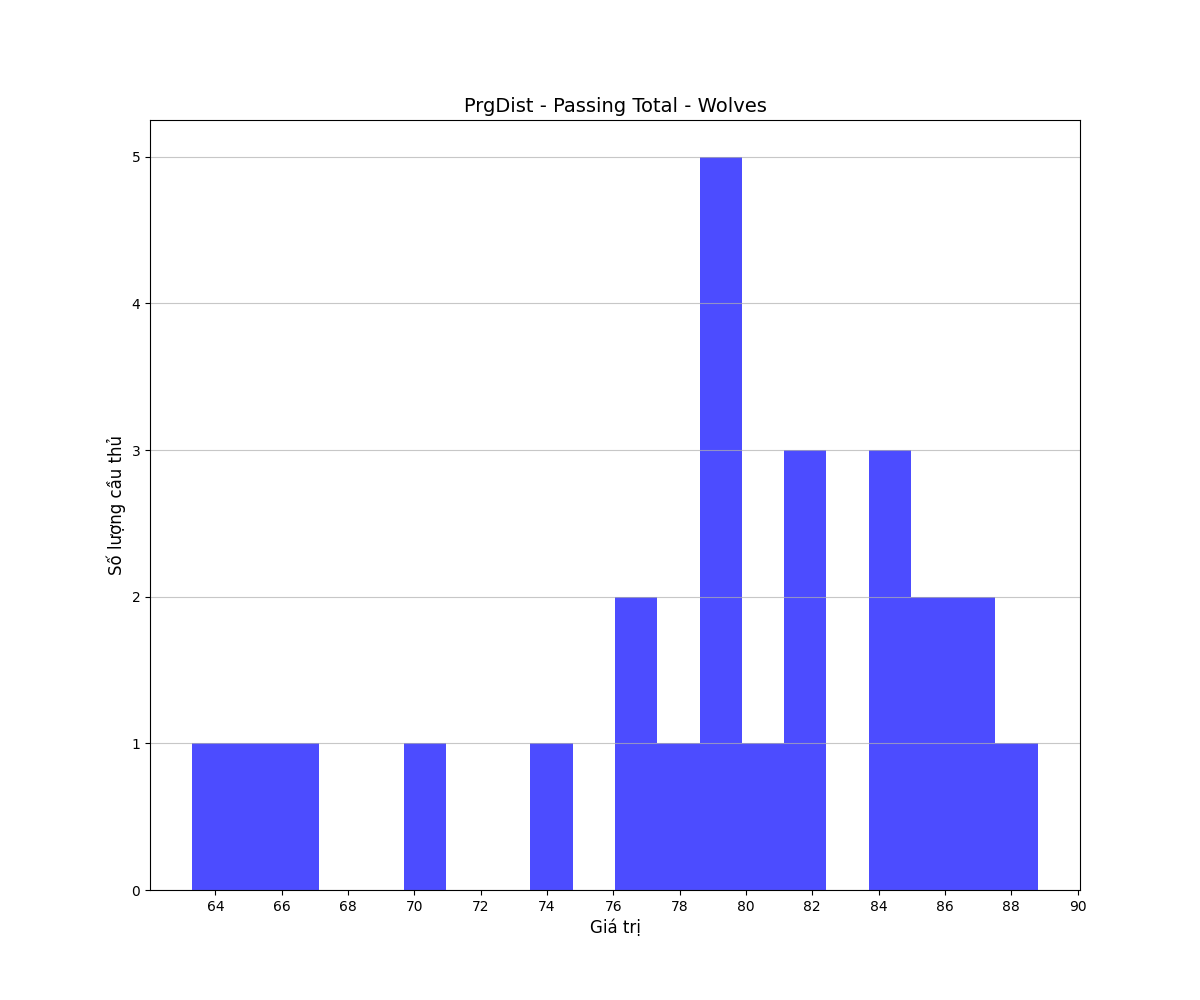 PrgDist - Passing Total - Wolves
5
4
3
2
1
0
Số lượng cầu thủ
64 66 68 70 72 74 76 78 80 82 84 86 88 90
Giá trị